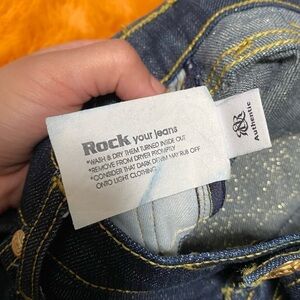 Rock your jeans
*WASH & DRY THEM TURNED INSIDE OUT
*REMOVE FROM DRYER PROMPTLY
*CONSIDER THAT DARK DENIM MAY RUB OFF
ONTO LIGHT CLOTHING
Authentic